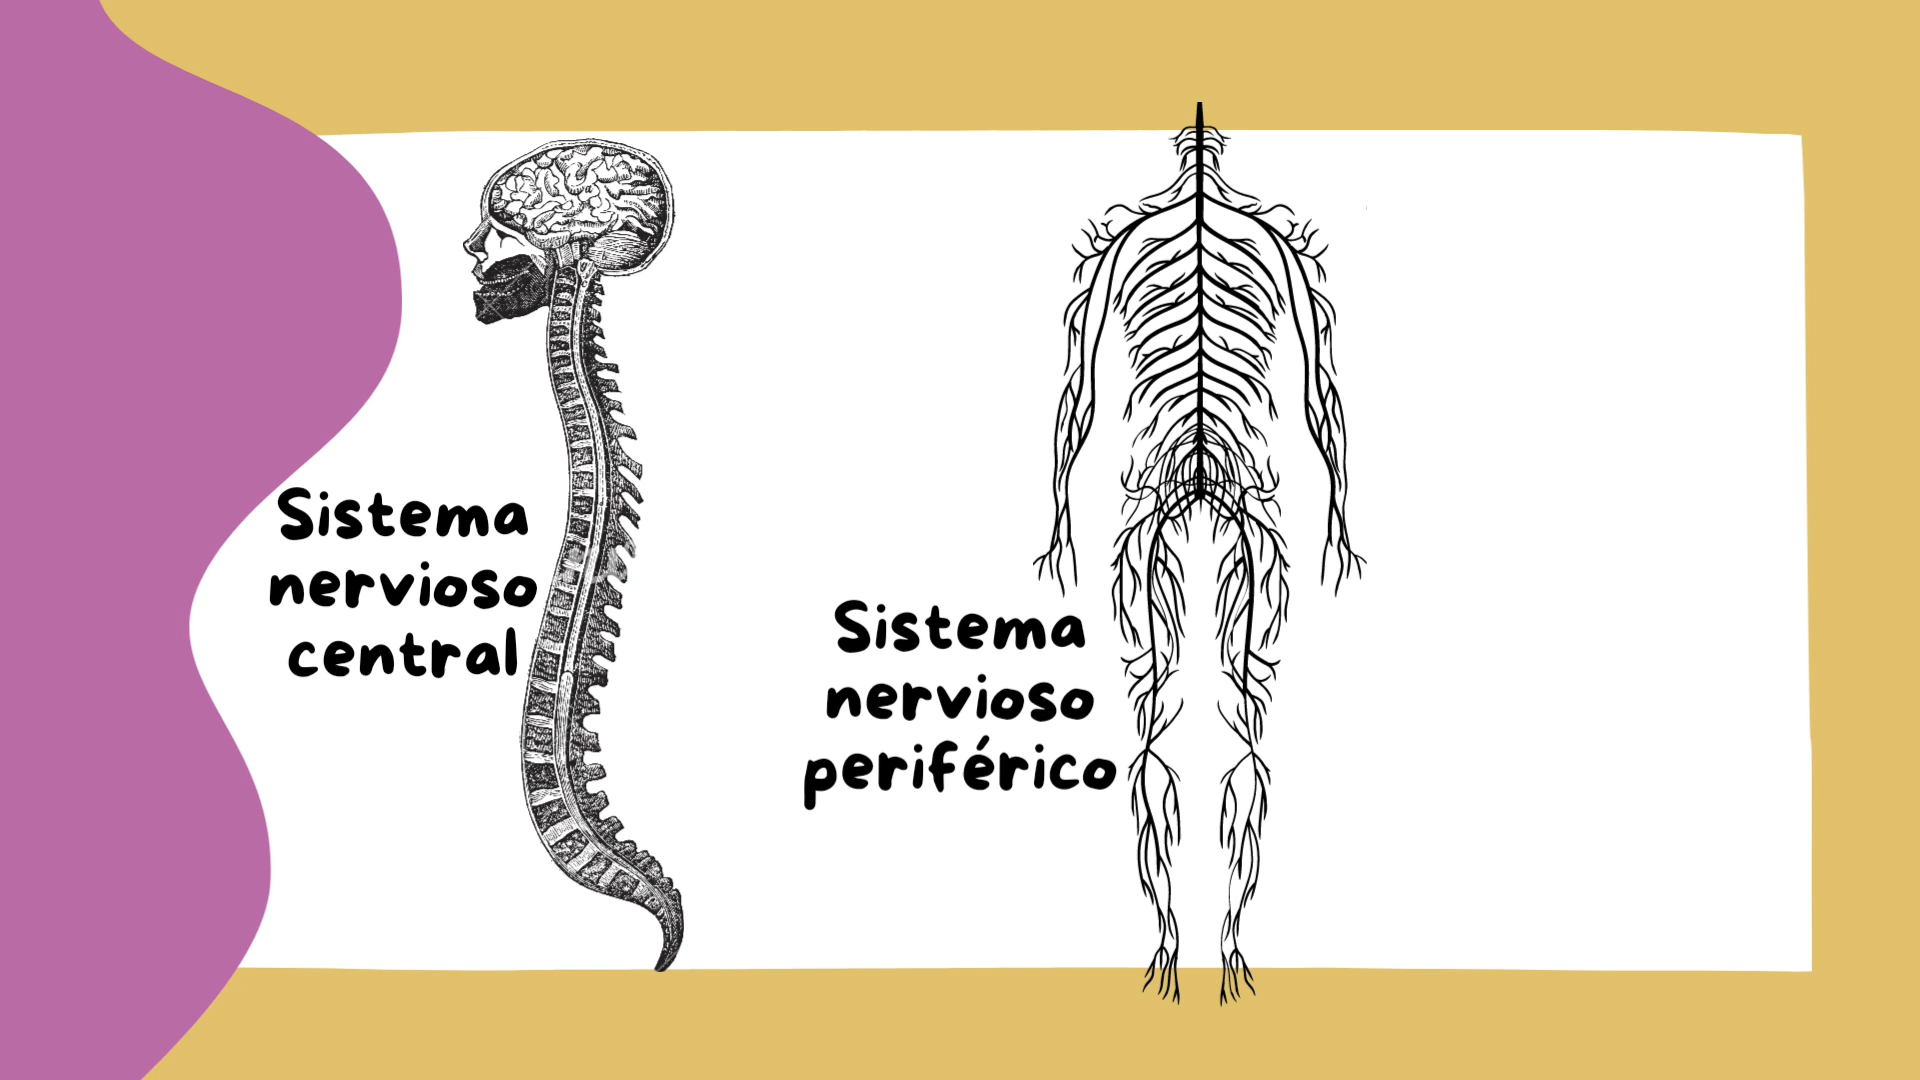 Sistema
nervioso
central
Sistema
nervioso
periférico